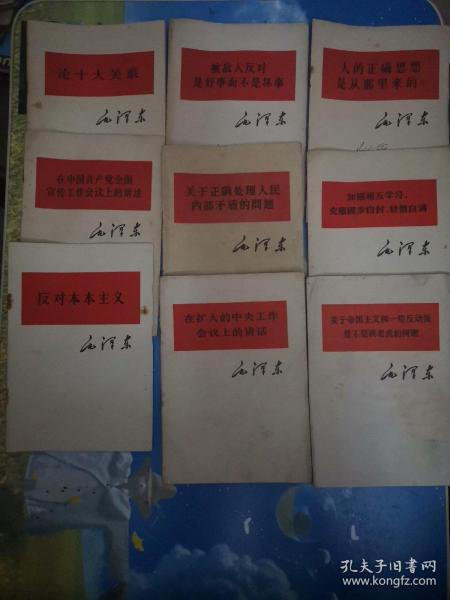 论十大关系
毛泽东
被敌人反对
是好事而不是坏事
毛泽东
人的正确思想
是从那里来的？
毛泽东
在中国共产党全国
宣传工作会议上的讲话
毛泽东
关于正确处理人民
内部矛盾的问题
毛泽东
加强相互学习，
克服固步自封、骄傲自满
毛泽东
反对本本主义
毛泽东
在扩大的中央工作
会议上的讲话
毛泽东
关于帝国主义和一切反动派
是不是真老虎的问题
毛泽东
孔夫子旧书网
www.kongfz.com